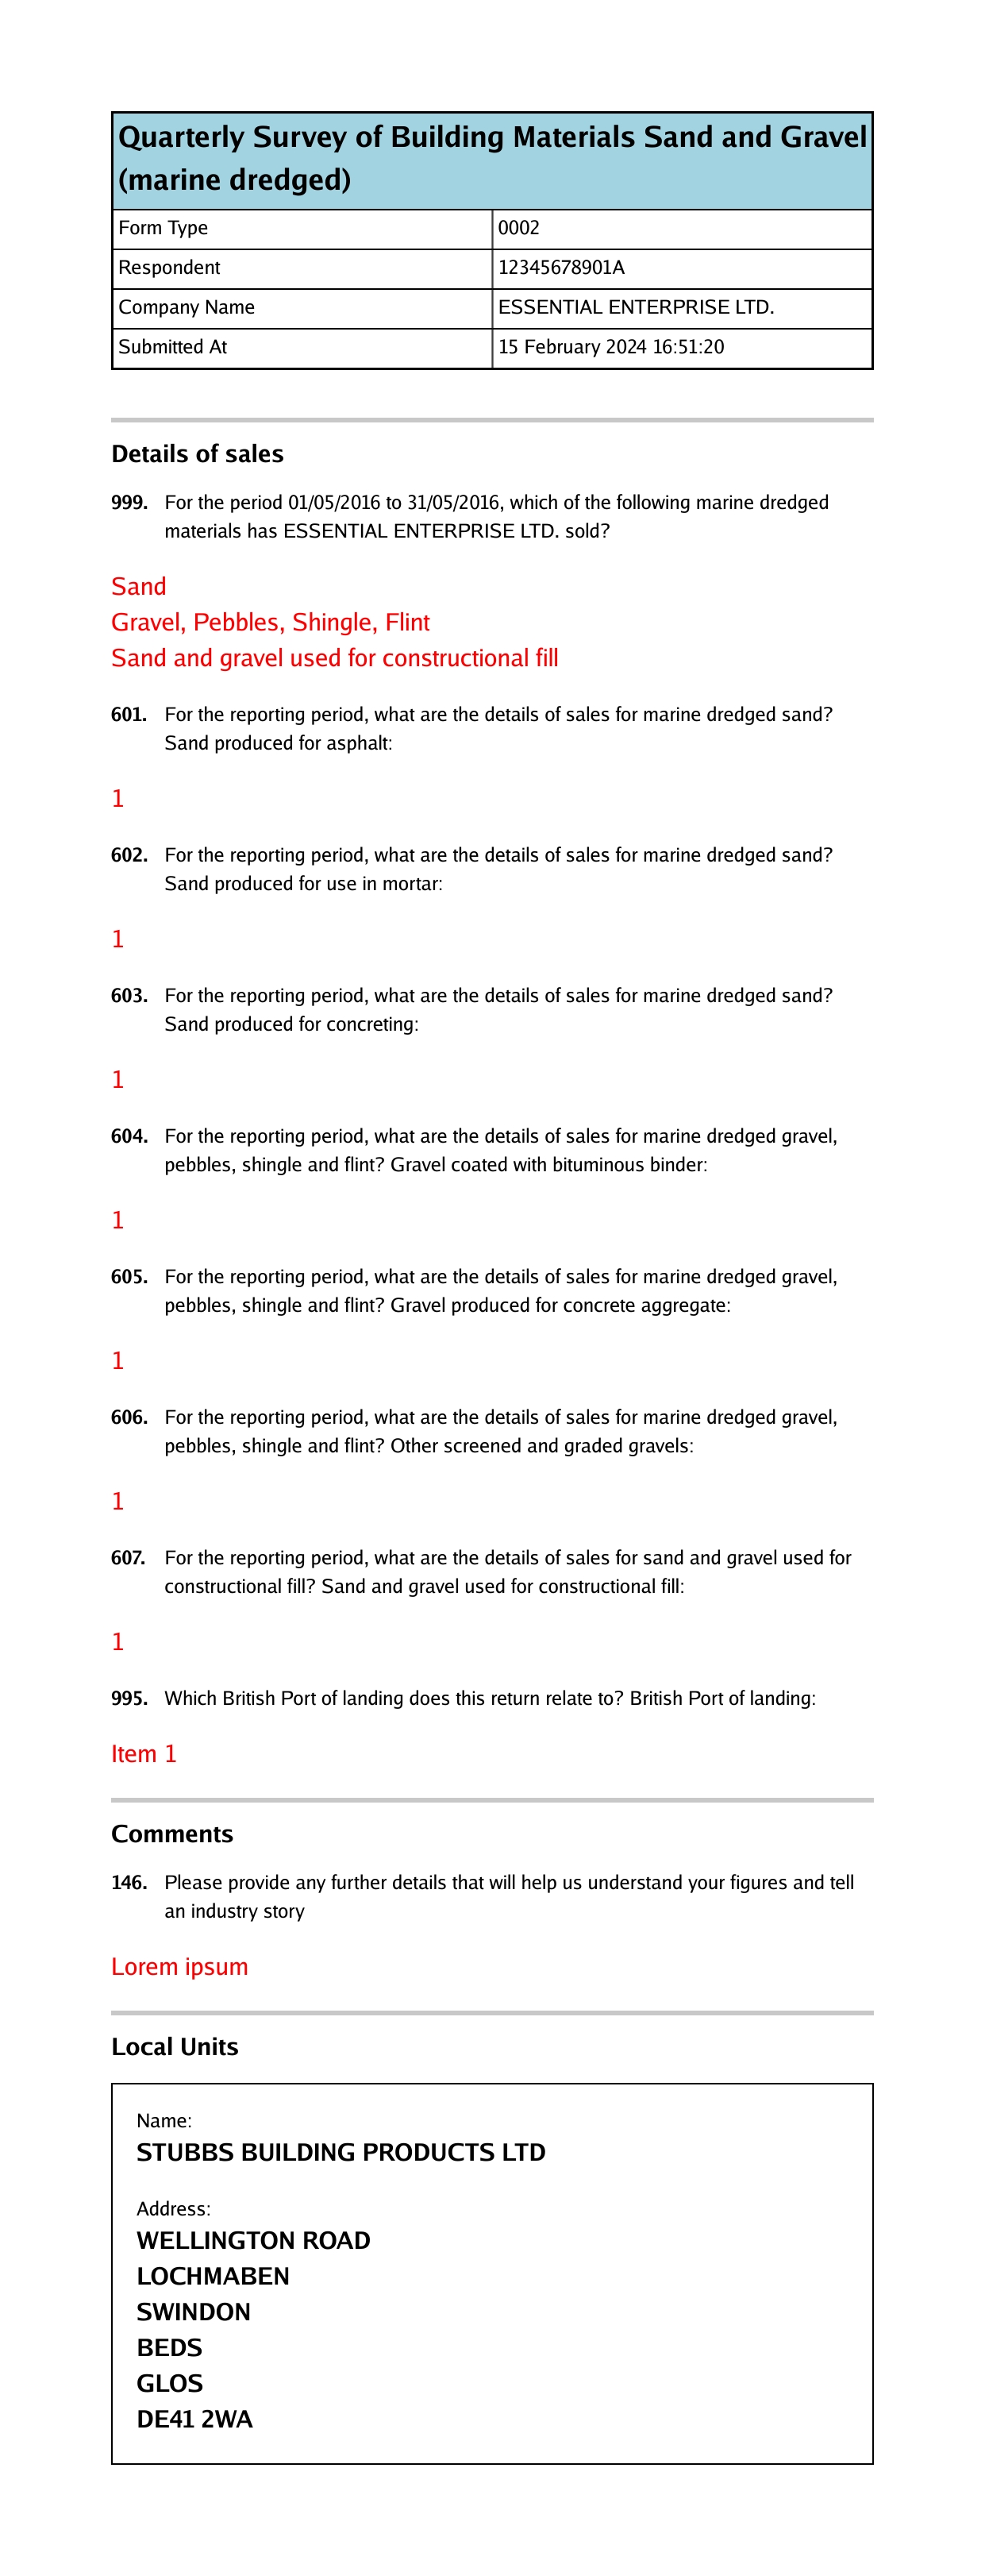 Quarterly Survey of Building Materials Sand and Gravel
(marine dredged)
Form Type 0002
Respondent 12345678901A
Company Name ESSENTIAL ENTERPRISE LTD.
Submitted At 15 February 2024 16:51:20
Details of sales
999. For the period 01/05/2016 to 31/05/2016, which of the following marine dredged
materials has ESSENTIAL ENTERPRISE LTD. sold?
Sand
Gravel, Pebbles, Shingle, Flint
Sand and gravel used for constructional fill
601. For the reporting period, what are the details of sales for marine dredged sand?
Sand produced for asphalt:
1
602. For the reporting period, what are the details of sales for marine dredged sand?
Sand produced for use in mortar:
1
603. For the reporting period, what are the details of sales for marine dredged sand?
Sand produced for concreting:
1
604. For the reporting period, what are the details of sales for marine dredged gravel,
pebbles, shingle and flint? Gravel coated with bituminous binder:
1
605. For the reporting period, what are the details of sales for marine dredged gravel,
pebbles, shingle and flint? Gravel produced for concrete aggregate:
1
606. For the reporting period, what are the details of sales for marine dredged gravel,
pebbles, shingle and flint? Other screened and graded gravels:
1
607. For the reporting period, what are the details of sales for sand and gravel used for
constructional fill? Sand and gravel used for constructional fill:
1
995. Which British Port of landing does this return relate to? British Port of landing:
Item 1
Comments
146. Please provide any further details that will help us understand your figures and tell
an industry story
Lorem ipsum
Local Units
Name:
STUBBS BUILDING PRODUCTS LTD
Address:
WELLINGTON ROAD
LOCHMABEN
SWINDON
BEDS
GLOS
DE41 2WA